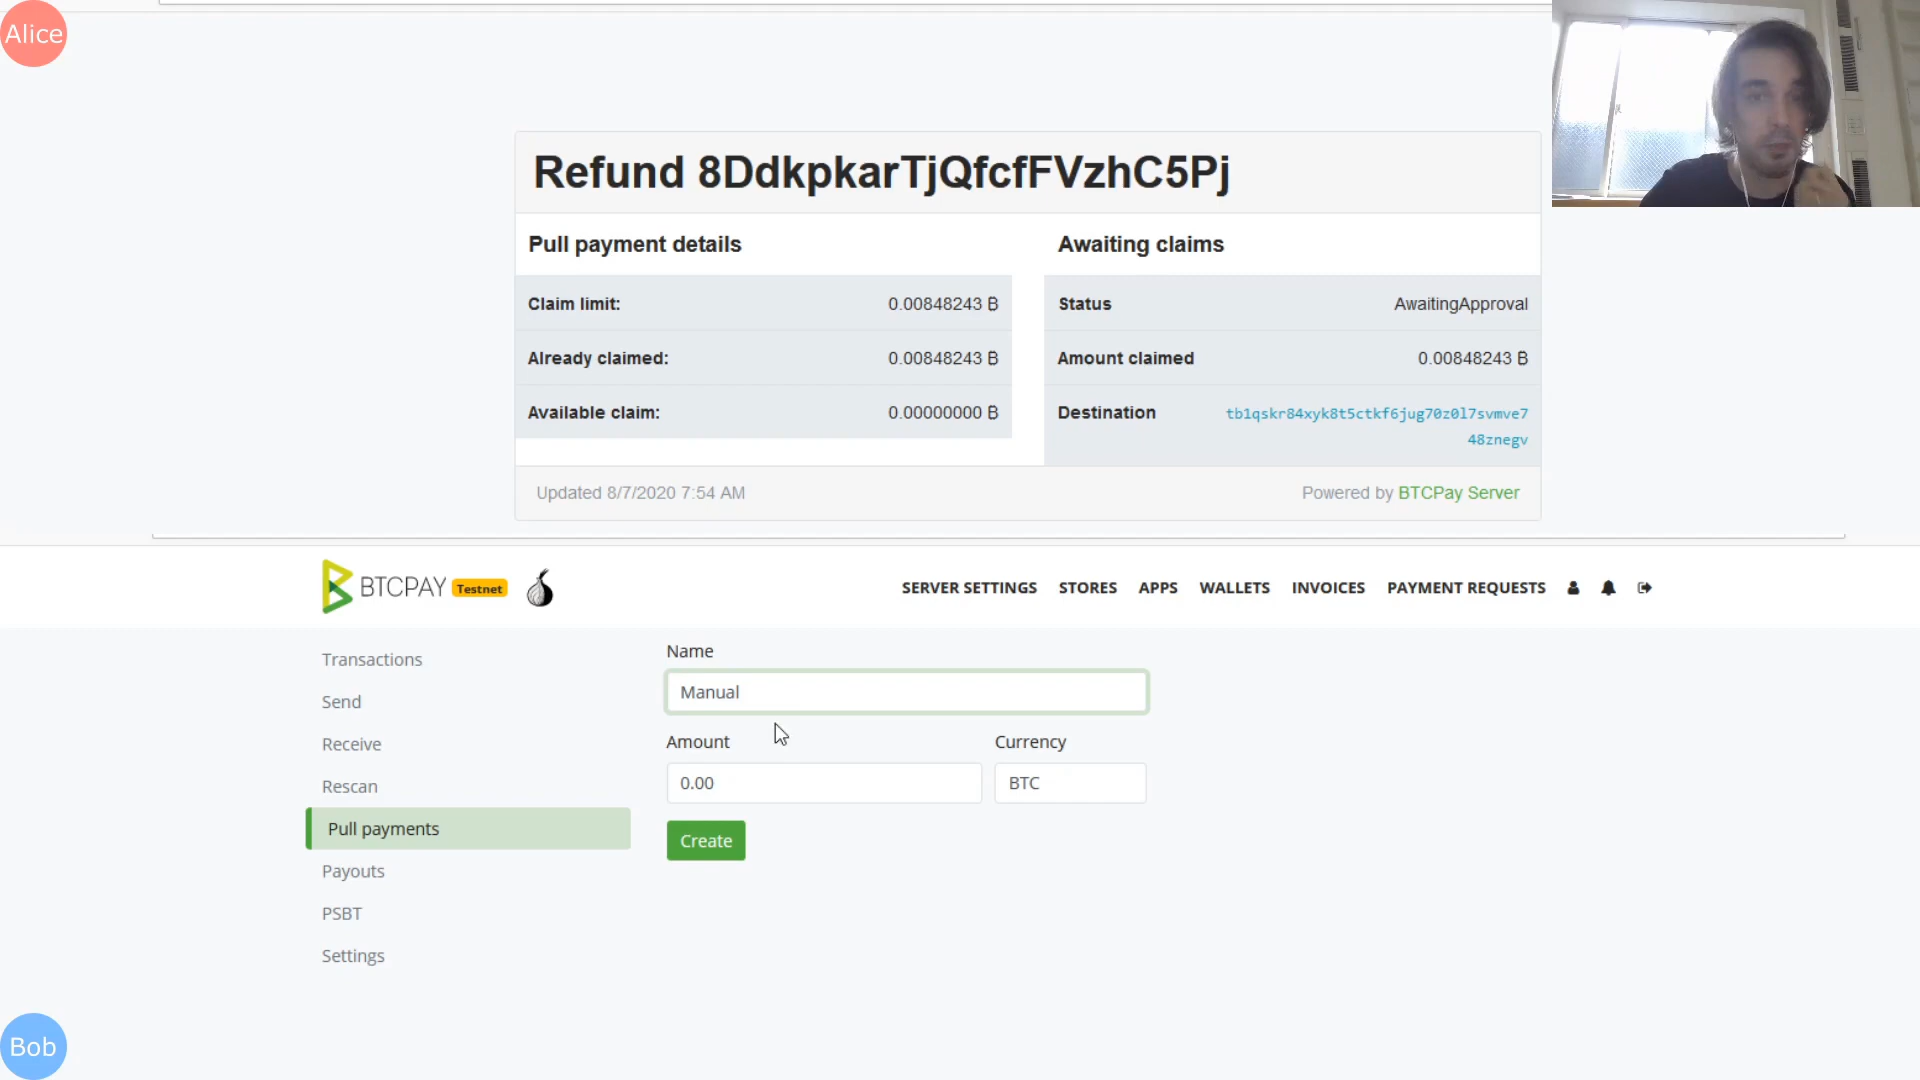 Alice
Refund 8DdkpkarTjQfcfFVzhC5Pj
Pull payment details
Awaiting claims
Claim limit: 0.00848243 ₿
Status AwaitingApproval
Already claimed: 0.00848243 ₿
Amount claimed 0.00848243 ₿
Available claim: 0.00000000 ₿
Destination tb1qskr84xyk8t5ctkf6jug70z0l7svmve7
48znegv
Updated 8/7/2020 7:54 AM
Powered by BTCPay Server
BTCPAY Testnet
SERVER SETTINGS STORES APPS WALLETS INVOICES PAYMENT REQUESTS
Transactions
Send
Receive
Rescan
Pull payments
Payouts
PSBT
Settings
Name
Manual
Amount Currency
0.00 BTC
Create
Bob